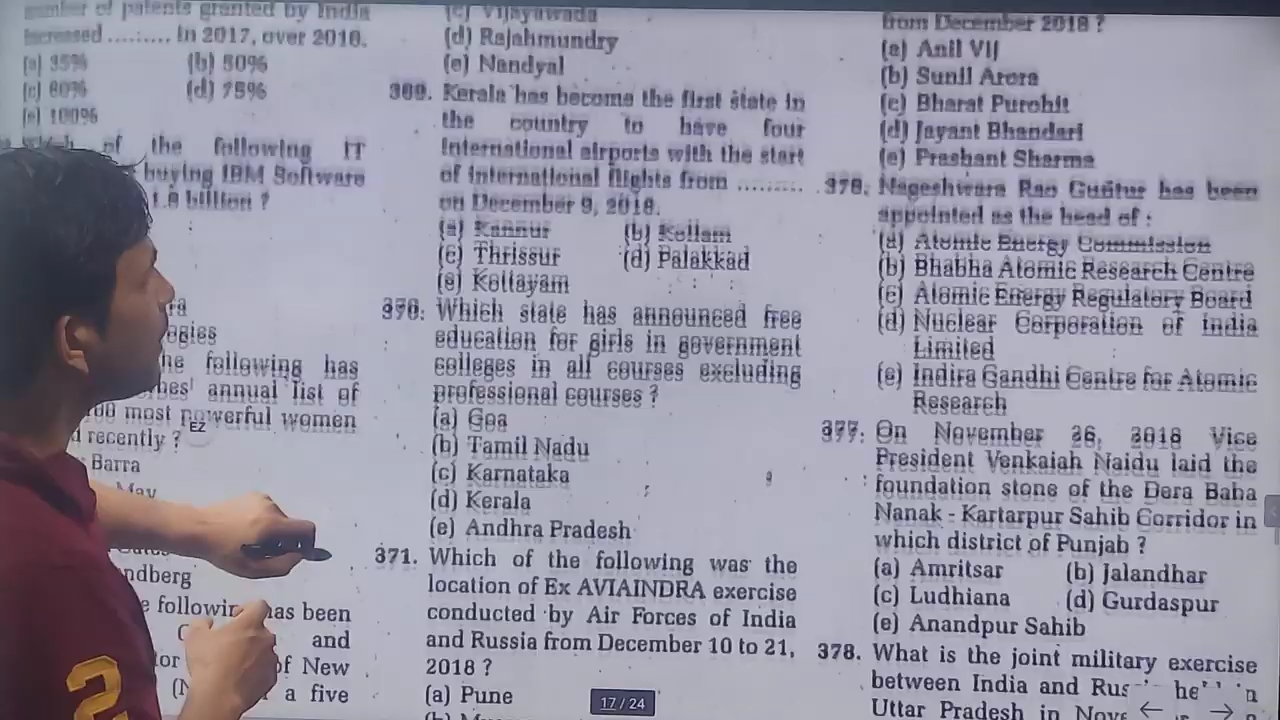 number of patents granted by India
increased ......... in 2017, over 2016.
(a) 35% (b) 50%
(c) 60% (d) 75%
(e) 100%
of the following IT
buying IBM Software
1.8 billion ?
ra
ogies
he following has
bes' annual list of
100 most powerful women
d recently ?
EZ
Barra
May
ndberg
e following has been
and
tor of New
(N a five
(c) Vijayawada
(d) Rajahmundry
(e) Nandyal
369. Kerala has become the first state in
the country to have four
international airports with the start
of international flights from .........
on December 9, 2018.
(a) Kannur (b) Kollam
(c) Thrissur (d) Palakkad
(e) Kottayam
370. Which state has announced free
education for girls in government
colleges in all courses excluding
professional courses ?
(a) Goa
(b) Tamil Nadu
(c) Karnataka
(d) Kerala
(e) Andhra Pradesh
371. Which of the following was the
location of Ex AVIAINDRA exercise
conducted by Air Forces of India
and Russia from December 10 to 21,
2018 ?
(a) Pune
from December 2018 ?
(a) Anil Vij
(b) Sunil Arora
(c) Bharat Purohit
(d) Jayant Bhandari
(e) Prashant Sharma
376. Nageshwara Rao Guntur has been
appointed as the head of :
(a) Atomic Energy Commission
(b) Bhabha Atomic Research Centre
(c) Atomic Energy Regulatory Board
(d) Nuclear Corporation of India
Limited
(e) Indira Gandhi Centre for Atomic
Research
377. On November 26, 2018 Vice
President Venkaiah Naidu laid the
foundation stone of the Dera Baba
Nanak - Kartarpur Sahib Corridor in
which district of Punjab ?
(a) Amritsar (b) Jalandhar
(c) Ludhiana (d) Gurdaspur
(e) Anandpur Sahib
378. What is the joint military exercise
between India and Rus
Uttar Pradesh in Nov
17 / 24
2